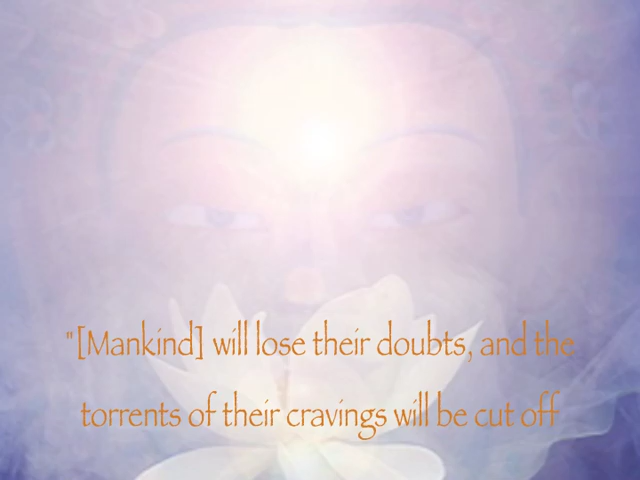 "[Mankind] will lose their doubts, and the
torrents of their cravings will be cut off